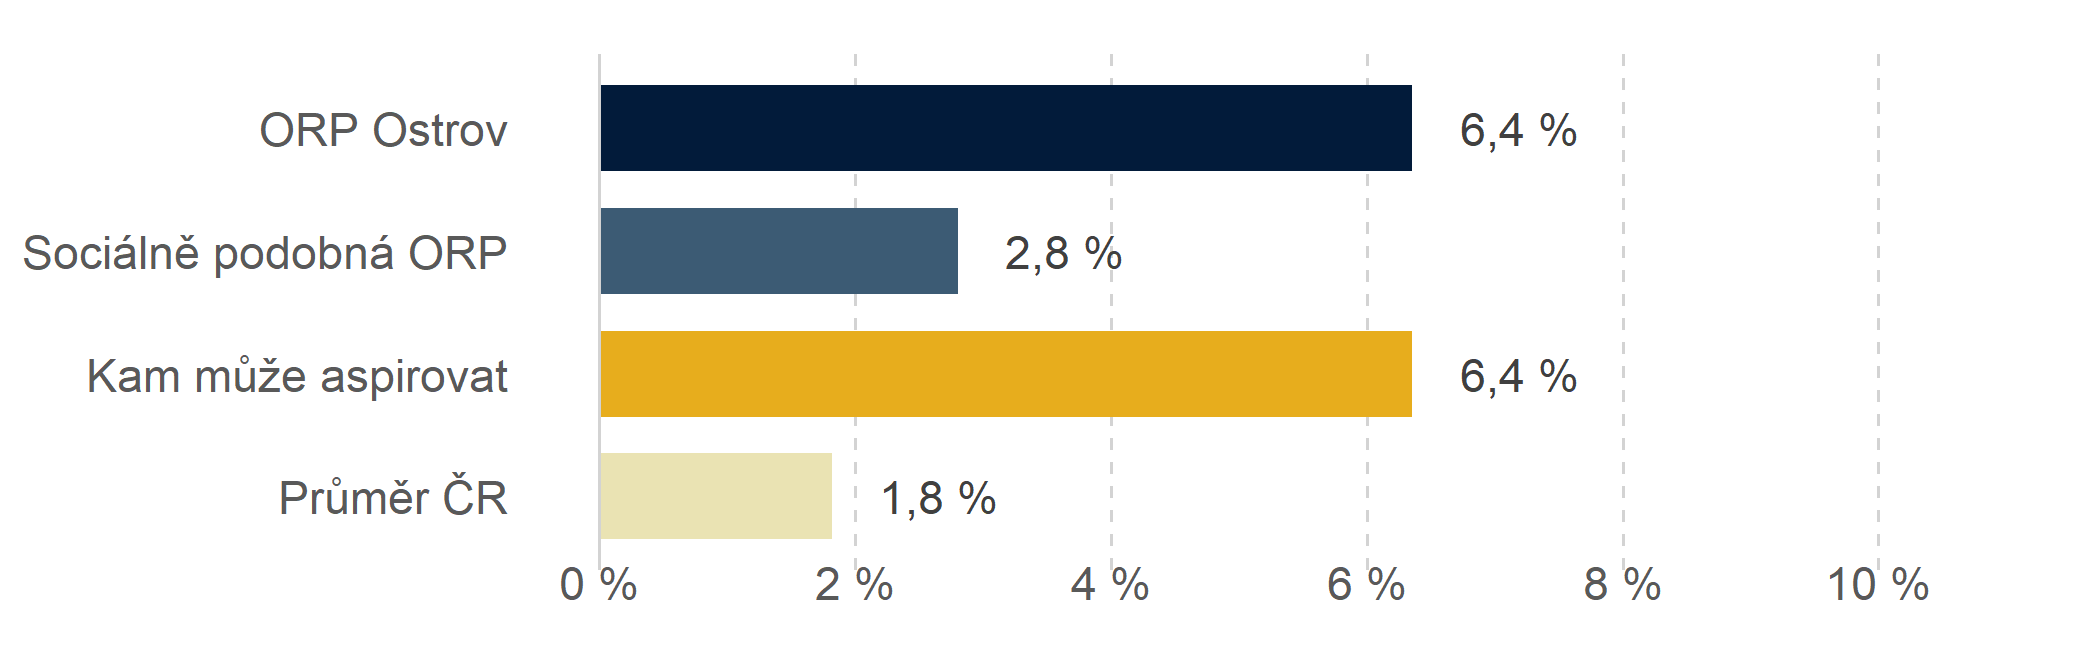 ORP Ostrov 6,4 %
Sociálně podobná ORP 2,8 %
Kam může aspirovat 6,4 %
Průměr ČR 1,8 %
0 % 2 % 4 % 6 % 8 % 10 %